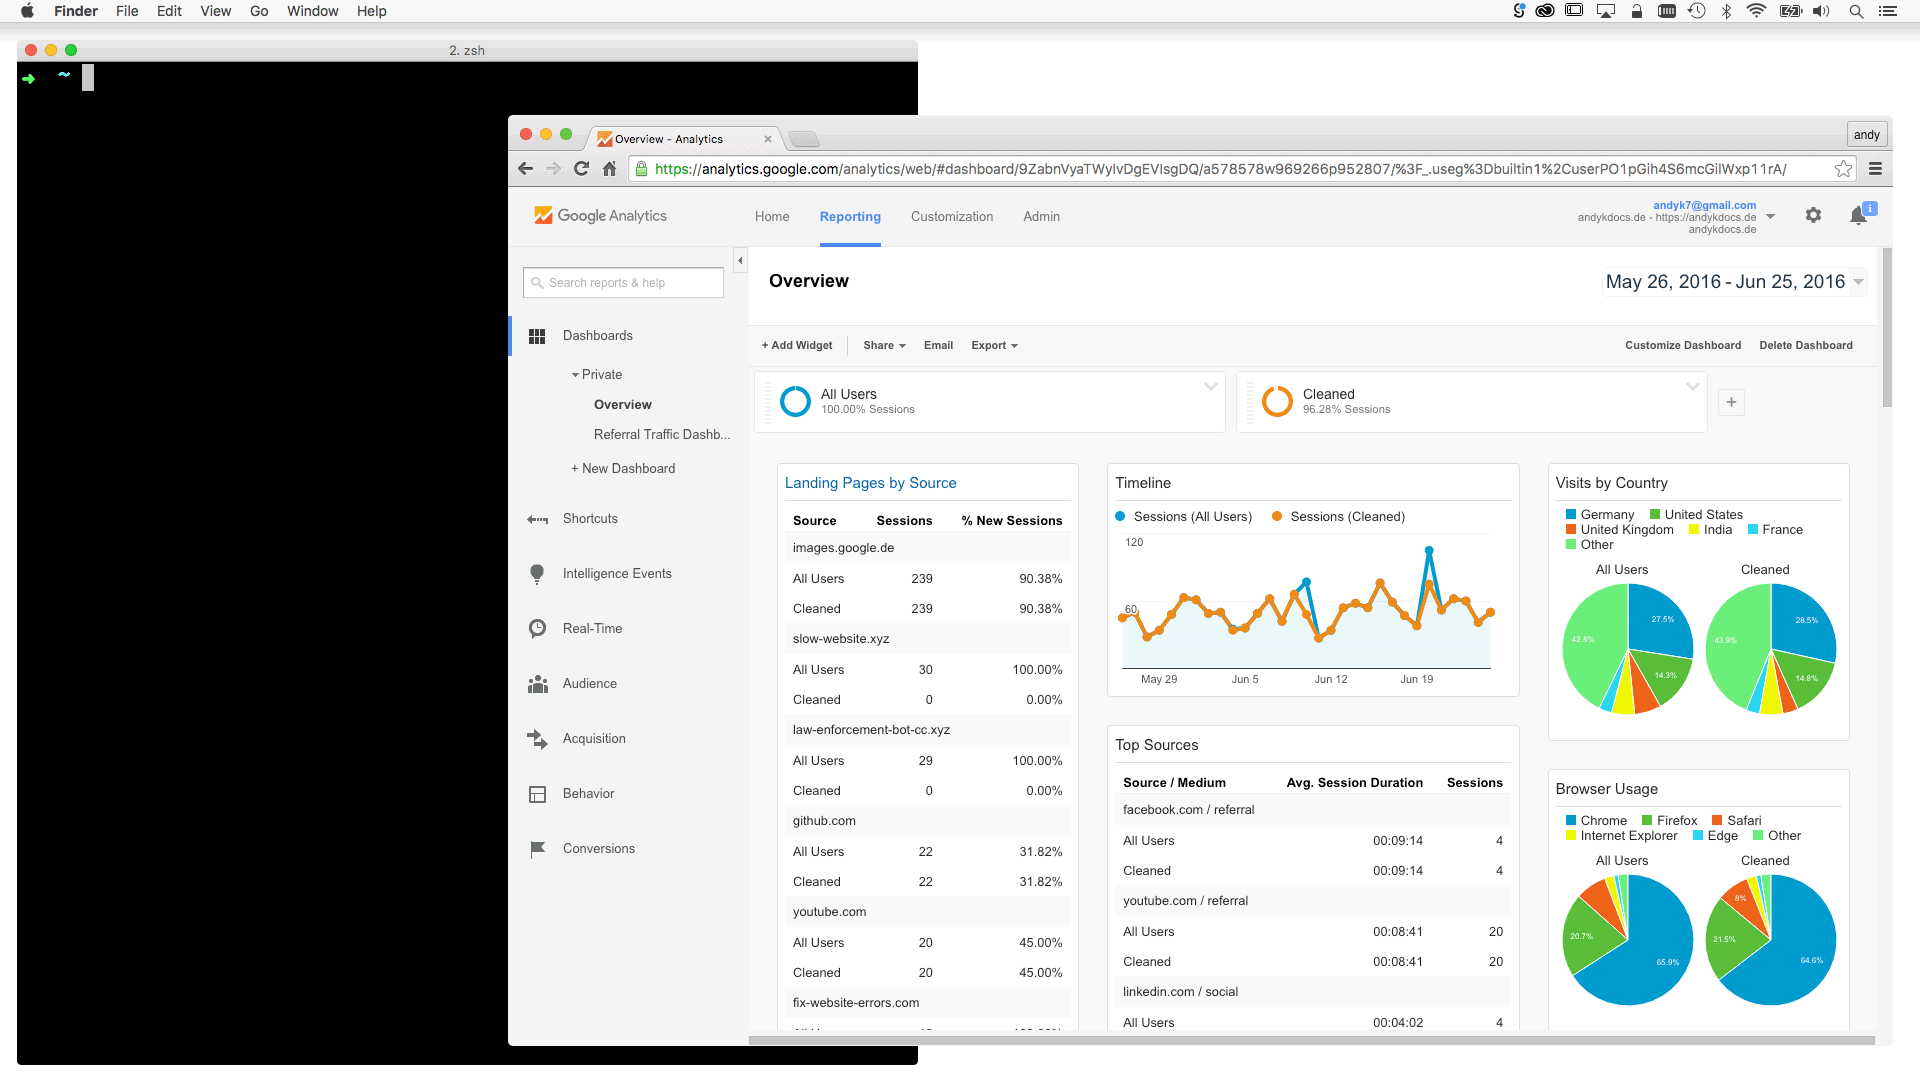 Finder File Edit View Go Window Help
2. zsh
➜ ~
Overview - Analytics
andy
https://analytics.google.com/analytics/web/#dashboard/9ZabnVyaTWylvDgEVlsgDQ/a578578w969266p952807/%3F_.useg%3Dbuiltin1%2CuserPO1pGih4S6mcGilWxp11rA/
Google Analytics
Home Reporting Customization Admin
andyk7@gmail.com
andykdocs.de - https://andykdocs.de
andykdocs.de
Search reports & help
Dashboards
Private
Overview
Referral Traffic Dashb...
+ New Dashboard
Shortcuts
Intelligence Events
Real-Time
Audience
Acquisition
Behavior
Conversions
Overview
May 26, 2016 - Jun 25, 2016
+ Add Widget Share Email Export
Customize Dashboard Delete Dashboard
All Users
100.00% Sessions
Cleaned
96.28% Sessions
+
Landing Pages by Source
Source Sessions % New Sessions
images.google.de
All Users 239 90.38%
Cleaned 239 90.38%
slow-website.xyz
All Users 30 100.00%
Cleaned 0 0.00%
law-enforcement-bot-cc.xyz
All Users 29 100.00%
Cleaned 0 0.00%
github.com
All Users 22 31.82%
Cleaned 22 31.82%
youtube.com
All Users 20 45.00%
Cleaned 20 45.00%
fix-website-errors.com
Timeline
Sessions (All Users) Sessions (Cleaned)
120
60
May 29 Jun 5 Jun 12 Jun 19
Top Sources
Source / Medium Avg. Session Duration Sessions
facebook.com / referral
All Users 00:09:14 4
Cleaned 00:09:14 4
youtube.com / referral
All Users 00:08:41 20
Cleaned 00:08:41 20
linkedin.com / social
All Users 00:04:02 4
Visits by Country
Germany United States
United Kingdom India France
Other
All Users Cleaned
27.5%
42.8%
14.3%
28.5%
43.9%
14.8%
Browser Usage
Chrome Firefox Safari
Internet Explorer Edge Other
All Users Cleaned
20.7%
65.9%
8%
21.5%
64.6%